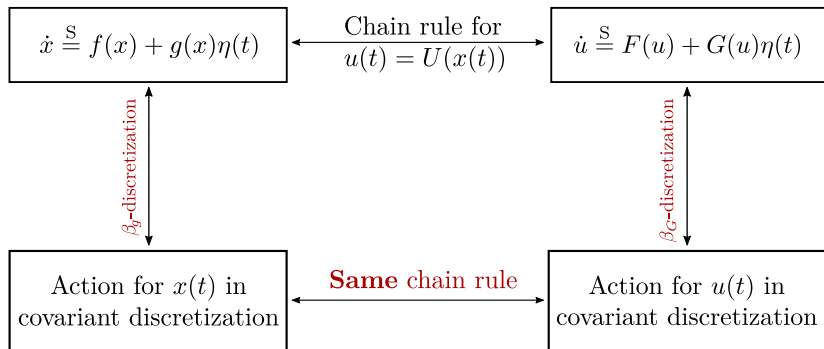 ẋ =^S f(x) + g(x)η(t)
Chain rule for
u(t) = U(x(t))
u̇ =^S F(u) + G(u)η(t)
β_g-discretization
β_G-discretization
Action for x(t) in
covariant discretization
Same chain rule
Action for u(t) in
covariant discretization